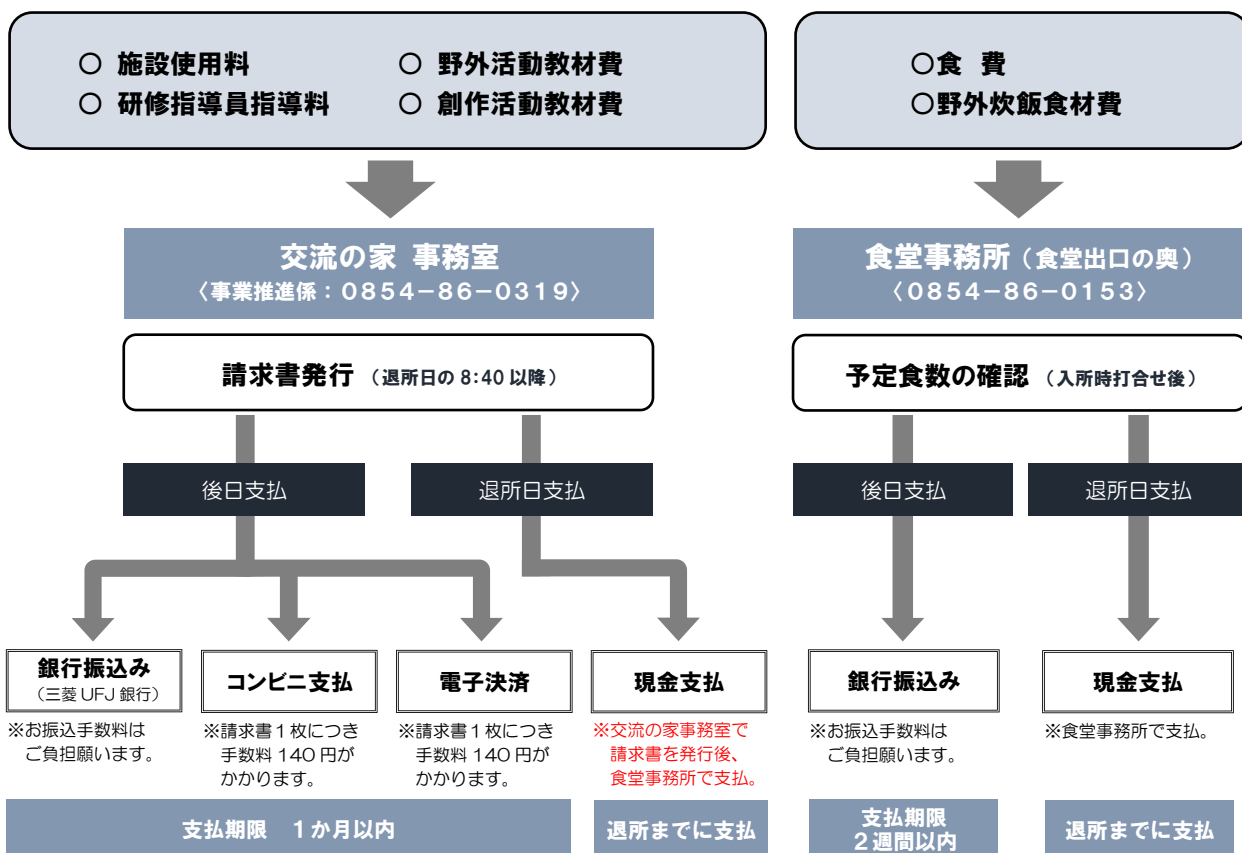 ○ 施設使用料
○ 野外活動教材費
○ 研修指導員指導料
○ 創作活動教材費
○食 費
○野外炊飯食材費
交流の家 事務室
〈事業推進係：０８５４－８６－０３１９〉
食堂事務所（食堂出口の奥）
〈０８５４－８６－０１５３〉
請求書発行 （退所日の 8:40 以降）
予定食数の確認 （入所時打合せ後）
後日支払
退所日支払
後日支払
退所日支払
銀行振込み
（三菱 UFJ 銀行）
※お振込手数料は
ご負担願います。
コンビニ支払
※請求書１枚につき
手数料 140 円が
かかります。
電子決済
※請求書１枚につき
手数料 140 円が
かかります。
現金支払
※交流の家事務室で
請求書を発行後、
食堂事務所で支払。
銀行振込み
※お振込手数料は
ご負担願います。
現金支払
※食堂事務所で支払。
支払期限 １か月以内
退所までに支払
支払期限
２週間以内
退所までに支払